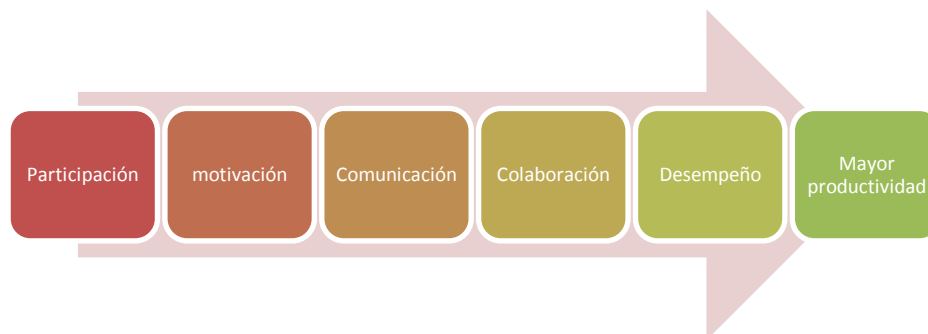 Participación
motivación
Comunicación
Colaboración
Desempeño
Mayor
productividad